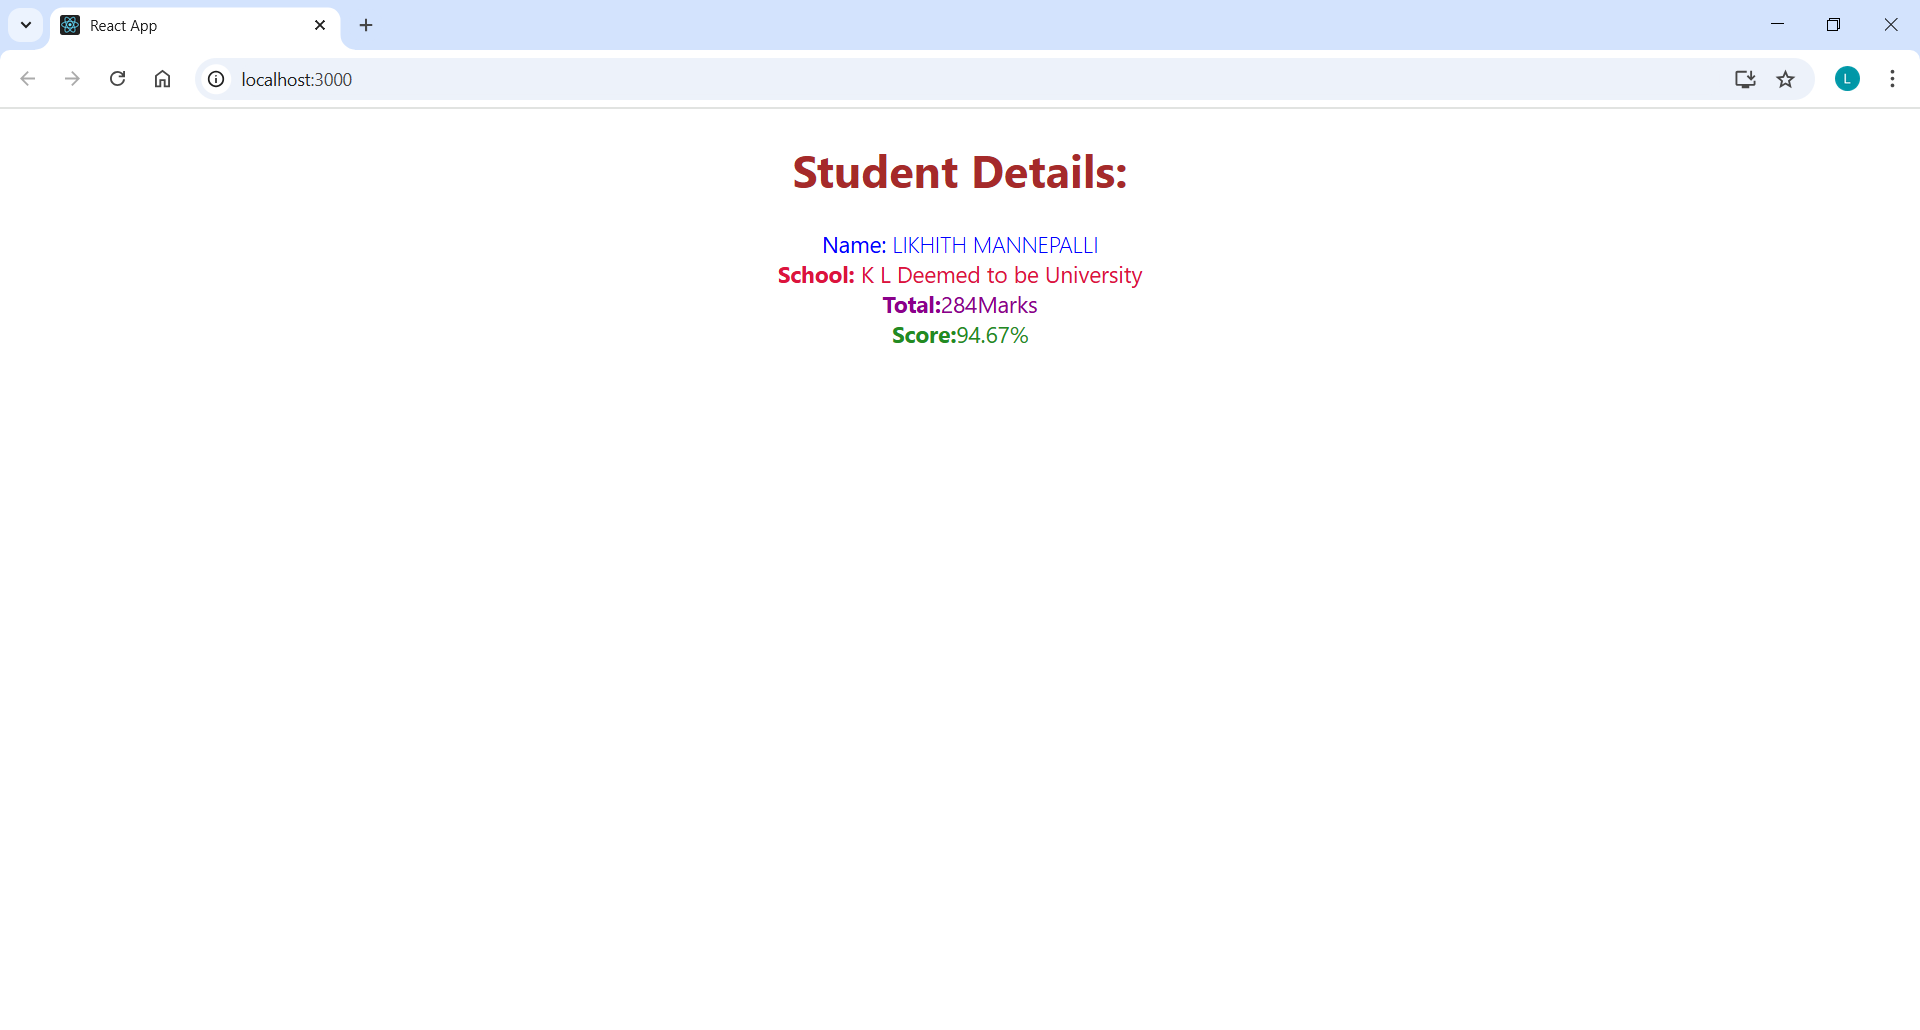 React App
localhost:3000
L
Student Details:
Name: LIKHITH MANNEPALLI
School: K L Deemed to be University
Total:284Marks
Score:94.67%